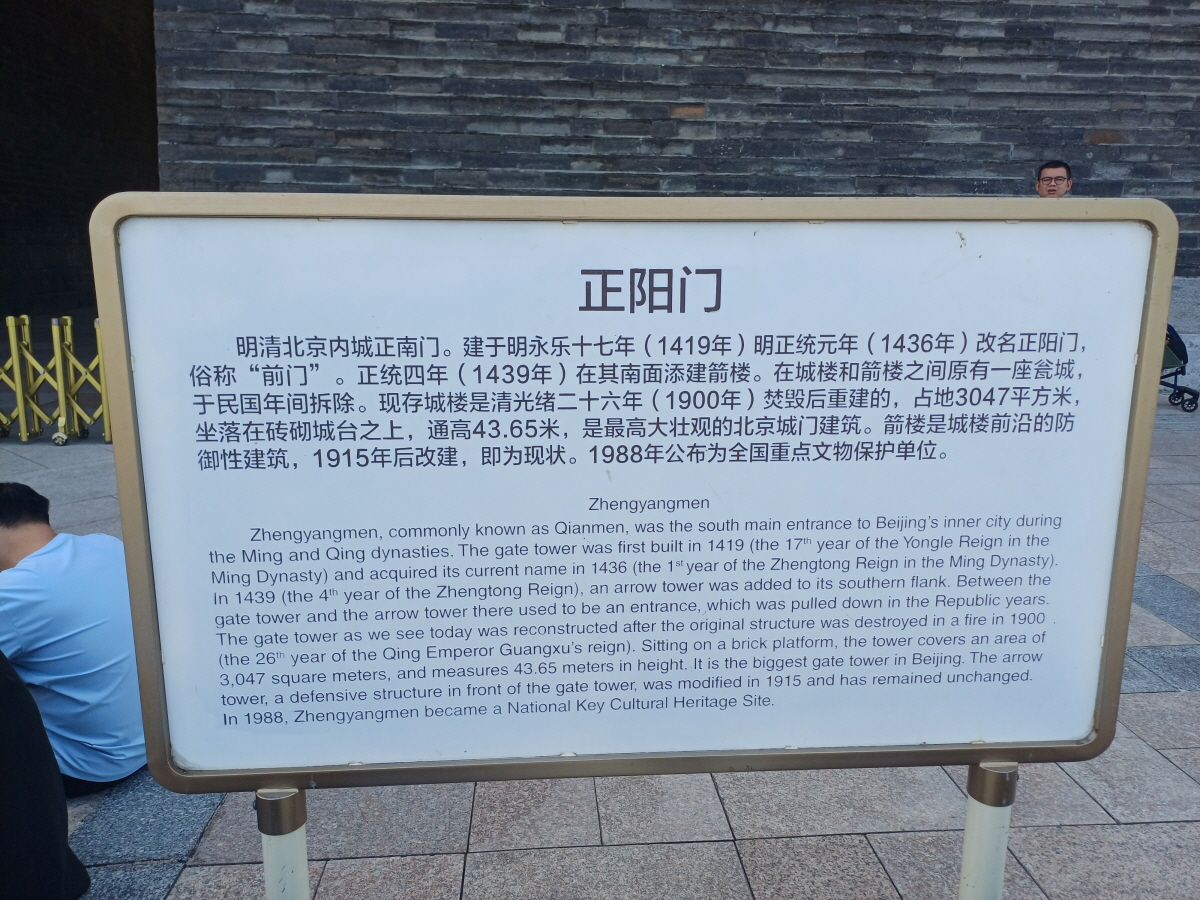 正阳门
明清北京内城正南门。建于明永乐十七年（1419年）明正统元年（1436年）改名正阳门，
俗称“前门”。正统四年（1439年）在其南面添建箭楼。在城楼和箭楼之间原有一座瓮城，
于民国年间拆除。现存城楼是清光绪二十六年（1900年）焚毁后重建的，占地3047平方米，
坐落在砖砌城台之上，通高43.65米，是最高大壮观的北京城门建筑。箭楼是城楼前沿的防
御性建筑，1915年后改建，即为现状。1988年公布为全国重点文物保护单位。
Zhengyangmen
Zhengyangmen, commonly known as Qianmen, was the south main entrance to Beijing's inner city during
the Ming and Qing dynasties. The gate tower was first built in 1419 (the 17th year of the Yongle Reign in the
Ming Dynasty) and acquired its current name in 1436 (the 1st year of the Zhengtong Reign in the Ming Dynasty).
In 1439 (the 4th year of the Zhengtong Reign), an arrow tower was added to its southern flank. Between the
gate tower and the arrow tower there used to be an entrance, which was pulled down in the Republic years.
The gate tower as we see today was reconstructed after the original structure was destroyed in a fire in 1900
(the 26th year of the Qing Emperor Guangxu's reign). Sitting on a brick platform, the tower covers an area of
3,047 square meters, and measures 43.65 meters in height. It is the biggest gate tower in Beijing. The arrow
tower, a defensive structure in front of the gate tower, was modified in 1915 and has remained unchanged.
In 1988, Zhengyangmen became a National Key Cultural Heritage Site.